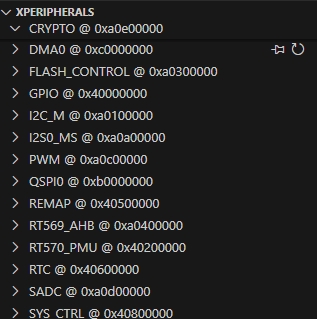 XPERIPHERALS
CRYPTO @ 0xa0e00000
DMA0 @ 0xc0000000
FLASH_CONTROL @ 0xa0300000
GPIO @ 0x40000000
I2C_M @ 0xa0100000
I2S0_MS @ 0xa0a00000
PWM @ 0xa0c00000
QSPI0 @ 0xb0000000
REMAP @ 0x40500000
RT569_AHB @ 0xa0400000
RT570_PMU @ 0x40200000
RTC @ 0x40600000
SADC @ 0xa0d00000
SYS_CTRL @ 0x40800000